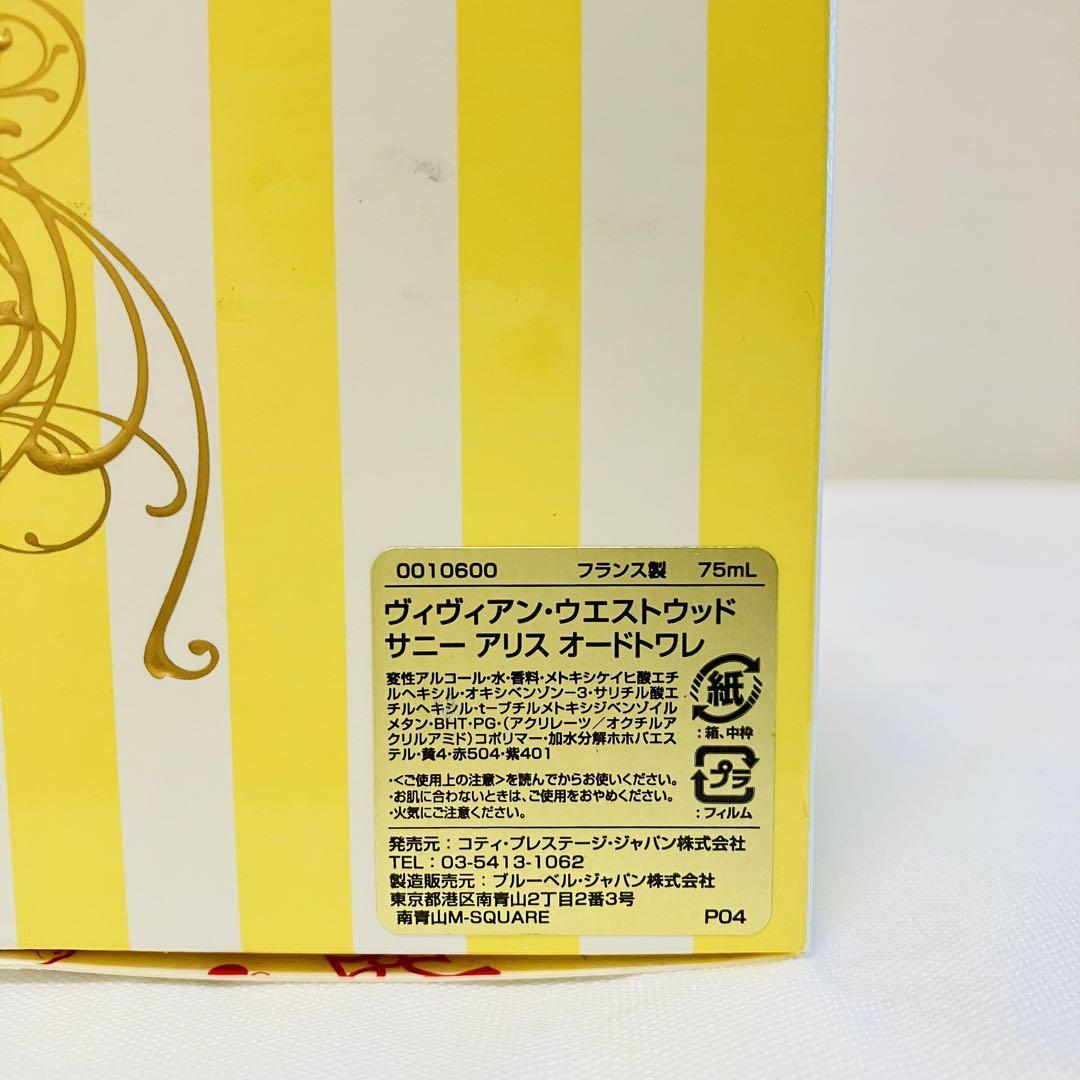 0010600 フランス製 75mL
ヴィヴィアン・ウエストウッド
サニー アリス オードトワレ
変性アルコール・水・香料・メトキシケイヒ酸エチ
ルヘキシル・オキシベンゾン-3・サリチル酸エ
チルヘキシル・t-ブチルメトキシジベンゾイル
メタン・BHT・PG・(アクリレーツ/オクチルア
クリルアミド)コポリマー・加水分解ホホバエス
テル・黄4・赤504・紫401
紙
:箱、中枠
プラ
:フィルム
・<ご使用上の注意>を読んでからお使いください。
・お肌に合わないときは、ご使用をおやめください。
・火気にご注意ください。
発売元:コティ・プレステージ・ジャパン株式会社
TEL:03-5413-1062
製造販売元:ブルーベル・ジャパン株式会社
東京都港区南青山2丁目2番3号
南青山M-SQUARE P04